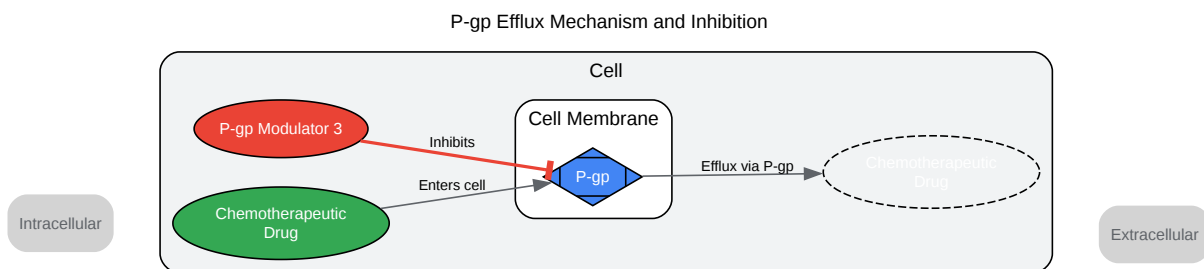 P-gp Efflux Mechanism and Inhibition
Cell
Cell Membrane
P-gp Modulator 3
Inhibits
P-gp
Enters cell
Efflux via P-gp
Chemotherapeutic
Drug
Chemotherapeutic
Drug
Intracellular
Extracellular